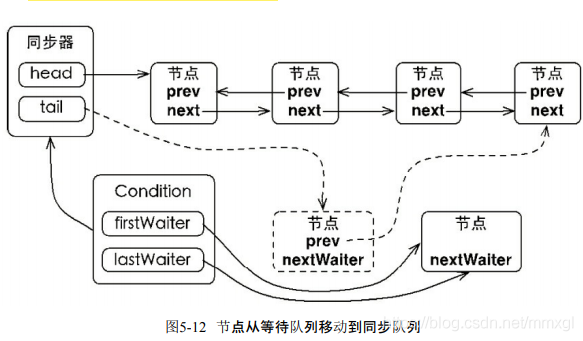 同步器
head
tail
节点
prev
next
节点
prev
next
节点
prev
next
节点
prev
next
Condition
firstWaiter
lastWaiter
节点
prev
nextWaiter
节点
nextWaiter
图5-12 节点从等待队列移动到同步队列
https://blog.csdn.net/mmxgl